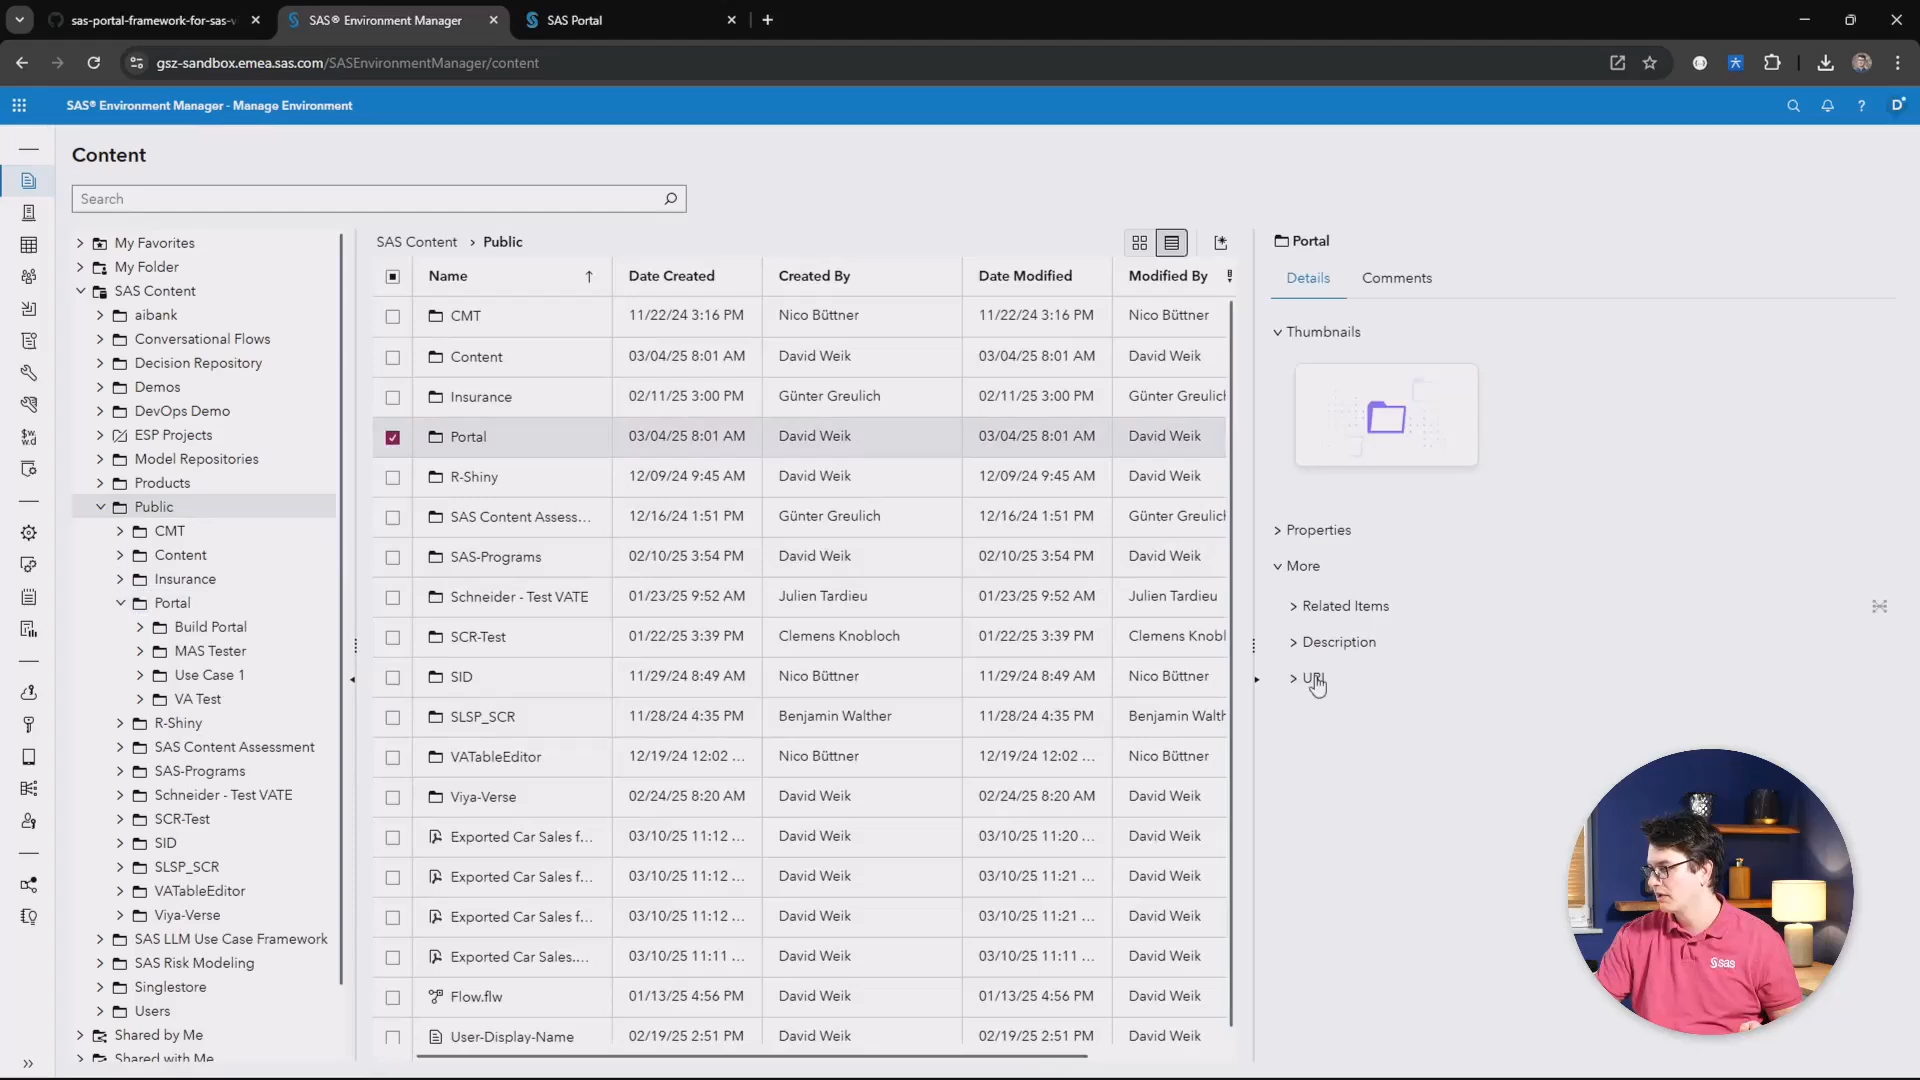 sas-portal-framework-for-sas-v
SAS® Environment Manager
SAS Portal
gsz-sandbox.emea.sas.com/SASEnvironmentManager/content
SAS® Environment Manager - Manage Environment
D
Content
Search
My Favorites
My Folder
SAS Content
aibank
Conversational Flows
Decision Repository
Demos
DevOps Demo
ESP Projects
Model Repositories
Products
Public
CMT
Content
Insurance
Portal
Build Portal
MAS Tester
Use Case 1
VA Test
R-Shiny
SAS Content Assessment
SAS-Programs
Schneider - Test VATE
SCR-Test
SID
SLSP_SCR
VATableEditor
Viya-Verse
SAS LLM Use Case Framework
SAS Risk Modeling
Singlestore
Users
Shared by Me
Shared with Me
SAS Content > Public
Name Date Created Created By Date Modified Modified By
CMT 11/22/24 3:16 PM Nico Büttner 11/22/24 3:16 PM Nico Büttner
Content 03/04/25 8:01 AM David Weik 03/04/25 8:01 AM David Weik
Insurance 02/11/25 3:00 PM Günter Greulich 02/11/25 3:00 PM Günter Greulich
Portal 03/04/25 8:01 AM David Weik 03/04/25 8:01 AM David Weik
R-Shiny 12/09/24 9:45 AM David Weik 12/09/24 9:45 AM David Weik
SAS Content Assess... 12/16/24 1:51 PM Günter Greulich 12/16/24 1:51 PM Günter Greulich
SAS-Programs 02/10/25 3:54 PM David Weik 02/10/25 3:54 PM David Weik
Schneider - Test VATE 01/23/25 9:52 AM Julien Tardieu 01/23/25 9:52 AM Julien Tardieu
SCR-Test 01/22/25 3:39 PM Clemens Knobloch 01/22/25 3:39 PM Clemens Knobl
SID 11/29/24 8:49 AM Nico Büttner 11/29/24 8:49 AM Nico Büttner
SLSP_SCR 11/28/24 4:35 PM Benjamin Walther 11/28/24 4:35 PM Benjamin Walth
VATableEditor 12/19/24 12:02 ... Nico Büttner 12/19/24 12:02 ... Nico Büttner
Viya-Verse 02/24/25 8:20 AM David Weik 02/24/25 8:20 AM David Weik
Exported Car Sales f... 03/10/25 11:12 ... David Weik 03/10/25 11:20 ... David Weik
Exported Car Sales f... 03/10/25 11:12 ... David Weik 03/10/25 11:21 ... David Weik
Exported Car Sales f... 03/10/25 11:12 ... David Weik 03/10/25 11:21 ... David Weik
Exported Car Sales.... 03/10/25 11:11 ... David Weik 03/10/25 11:11 ... David Weik
Flow.flw 01/13/25 4:56 PM David Weik 01/13/25 4:56 PM David Weik
User-Display-Name 02/19/25 2:51 PM David Weik 02/19/25 2:51 PM David Weik
Portal
Details Comments
Thumbnails
Properties
More
Related Items
Description
URI
sas